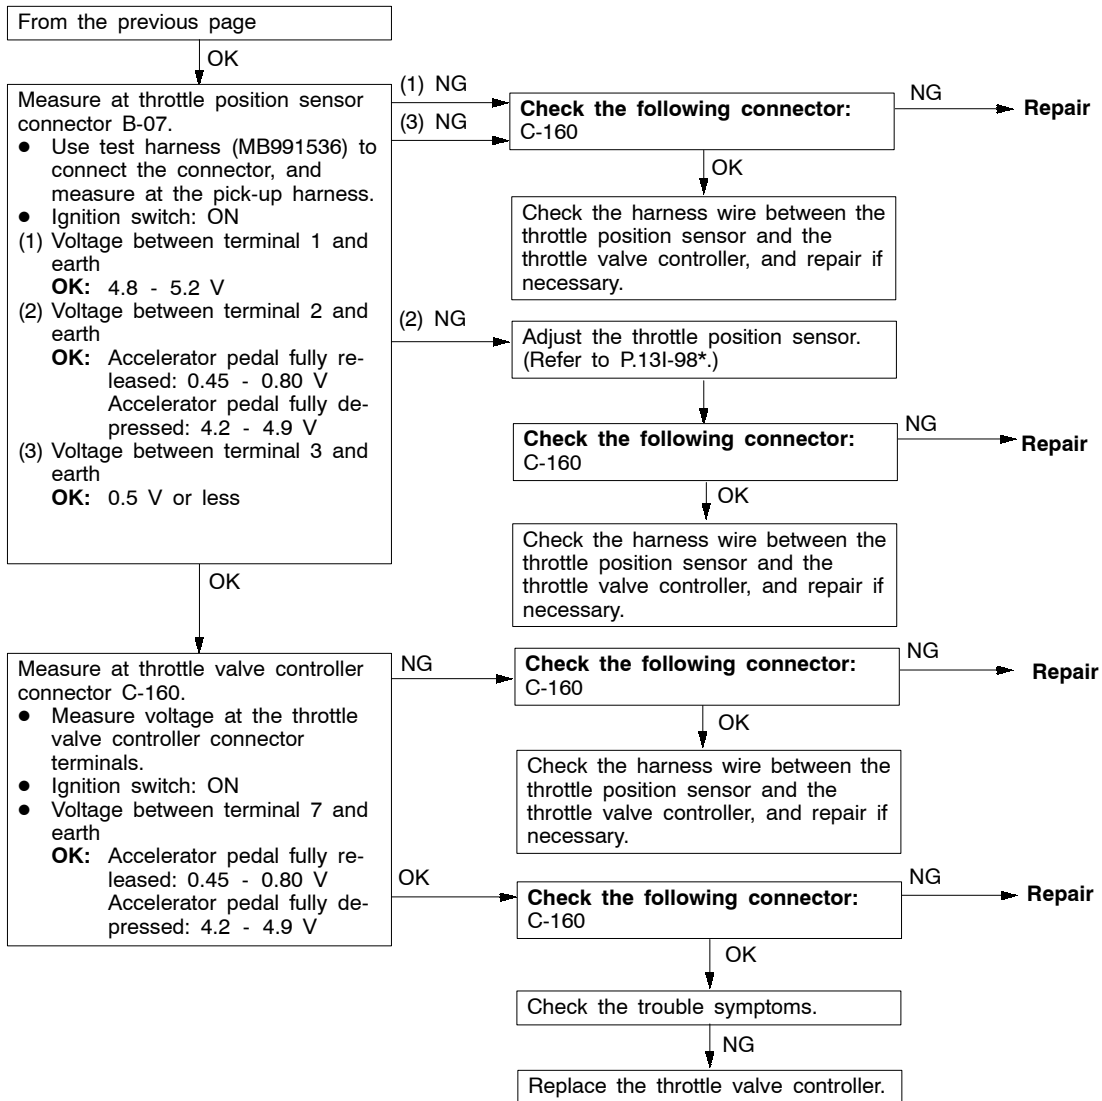 From the previous page
OK
Measure at throttle position sensor
connector B-07.
● Use test harness (MB991536) to
connect the connector, and
measure at the pick-up harness.
● Ignition switch: ON
(1) Voltage between terminal 1 and
earth
OK: 4.8 - 5.2 V
(2) Voltage between terminal 2 and
earth
OK: Accelerator pedal fully re-
leased: 0.45 - 0.80 V
Accelerator pedal fully de-
pressed: 4.2 - 4.9 V
(3) Voltage between terminal 3 and
earth
OK: 0.5 V or less
(1) NG
(3) NG
Check the following connector:
C-160
NG
Repair
OK
Check the harness wire between the
throttle position sensor and the
throttle valve controller, and repair if
necessary.
(2) NG
Adjust the throttle position sensor.
(Refer to P.13I-98*.)
Check the following connector:
C-160
NG
Repair
OK
Check the harness wire between the
throttle position sensor and the
throttle valve controller, and repair if
necessary.
OK
Measure at throttle valve controller
connector C-160.
● Measure voltage at the throttle
valve controller connector
terminals.
● Ignition switch: ON
● Voltage between terminal 7 and
earth
OK: Accelerator pedal fully re-
leased: 0.45 - 0.80 V
Accelerator pedal fully de-
pressed: 4.2 - 4.9 V
NG
Check the following connector:
C-160
NG
Repair
OK
Check the harness wire between the
throttle position sensor and the
throttle valve controller, and repair if
necessary.
OK
Check the following connector:
C-160
NG
Repair
OK
Check the trouble symptoms.
NG
Replace the throttle valve controller.